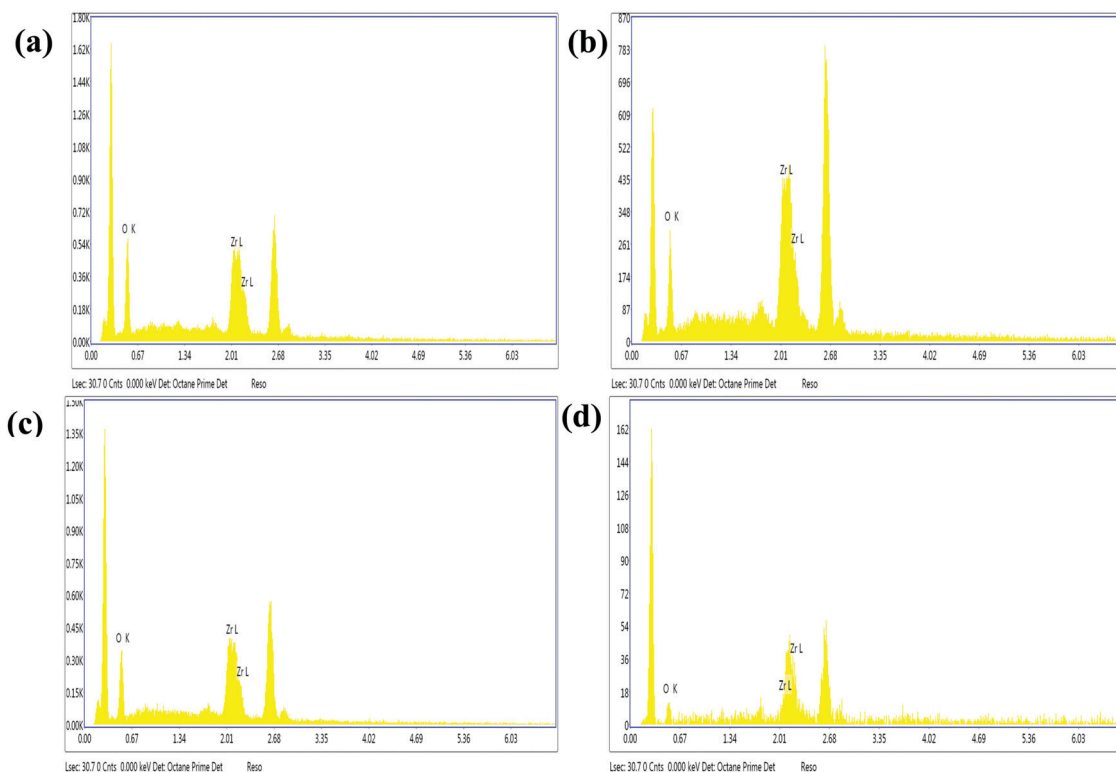 (a)
1.80K
1.62K
1.44K
1.26K
1.08K
0.90K
0.72K
0.54K
0.36K
0.18K
0.00K
O K
Zr L
Zr L
0.00 0.67 1.34 2.01 2.68 3.35 4.02 4.69 5.36 6.03
Lsec: 30.7 0 Cnts 0.000 keV Det: Octane Prime Det Reso
(b)
870
783
696
609
522
435
348
261
174
87
0
O K
Zr L
Zr L
0.00 0.67 1.34 2.01 2.68 3.35 4.02 4.69 5.36 6.03
Lsec: 30.7 0 Cnts 0.000 keV Det: Octane Prime Det Reso
(c)
1.50K
1.35K
1.20K
1.05K
0.90K
0.75K
0.60K
0.45K
0.30K
0.15K
0.00K
O K
Zr L
Zr L
0.00 0.67 1.34 2.01 2.68 3.35 4.02 4.69 5.36 6.03
Lsec: 30.7 0 Cnts 0.000 keV Det: Octane Prime Det Reso
(d)
162
144
126
108
90
72
54
36
18
0
O K
Zr L
Zr L
0.00 0.67 1.34 2.01 2.68 3.35 4.02 4.69 5.36 6.03
Lsec: 30.7 0 Cnts 0.000 keV Det: Octane Prime Det Reso